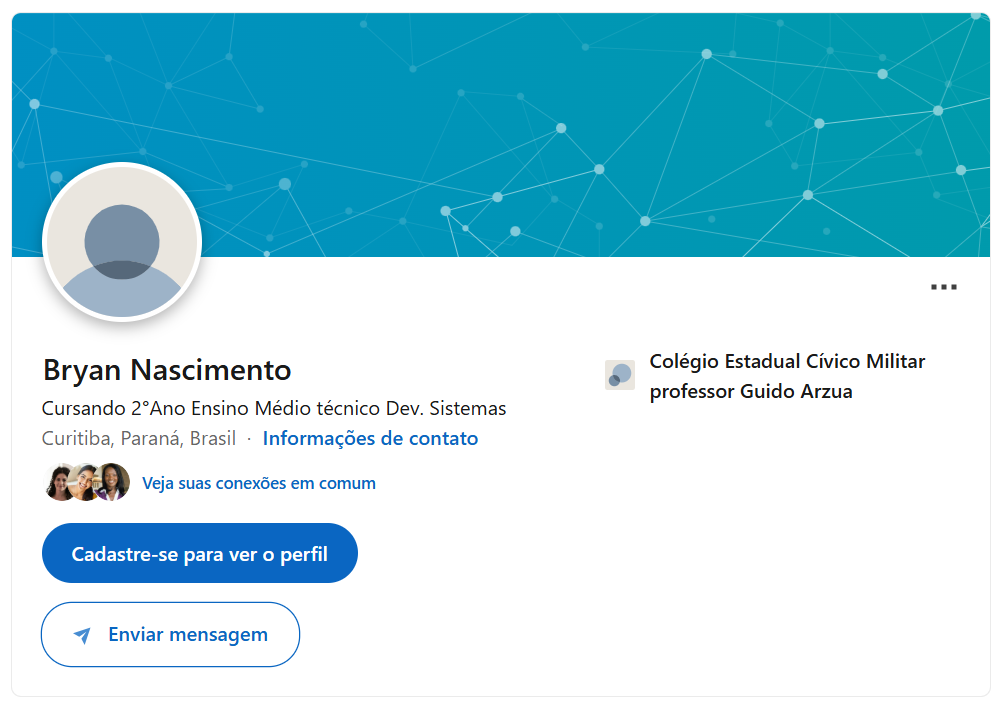 Bryan Nascimento
Cursando 2°Ano Ensino Médio técnico Dev. Sistemas
Curitiba, Paraná, Brasil · Informações de contato
Veja suas conexões em comum
Cadastre-se para ver o perfil
Enviar mensagem
Colégio Estadual Cívico Militar
professor Guido Arzua